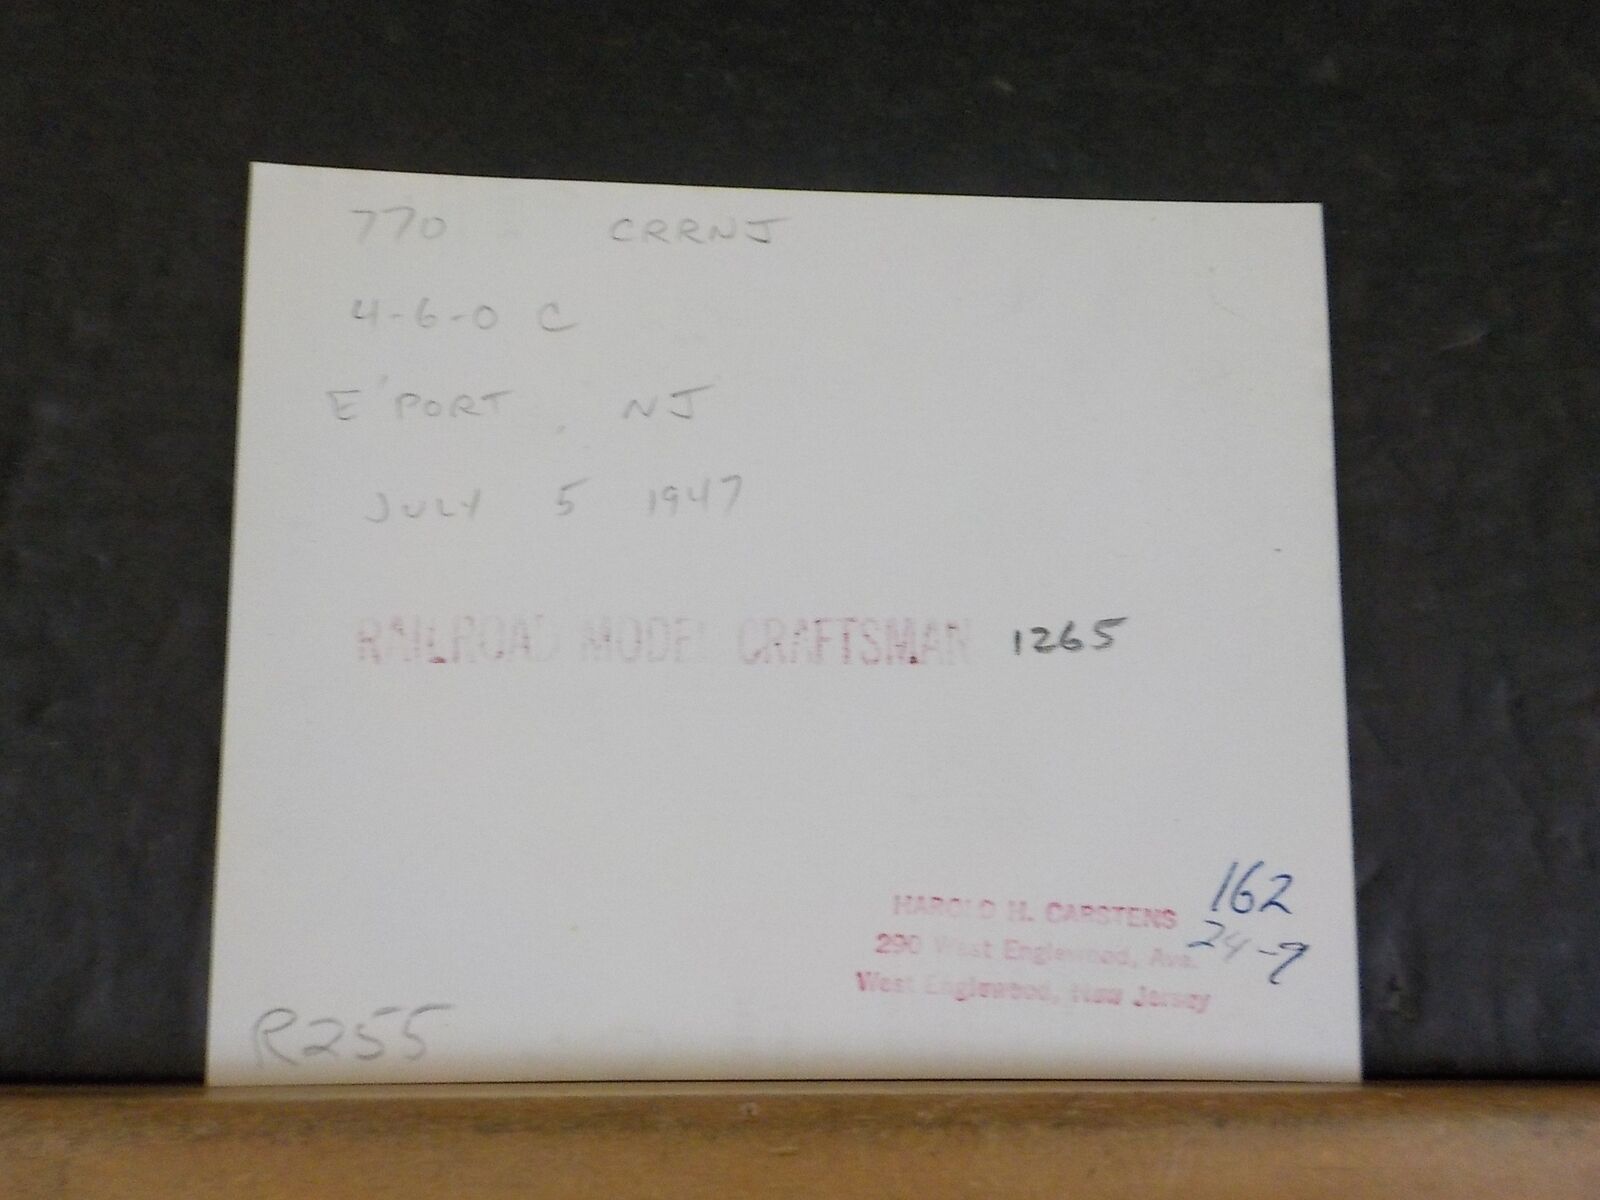 770 CRRNJ
4-6-0 C
E'PORT, NJ
JULY 5 1947
RAILROAD MODEL CRAFTSMAN 1265
HAROLD H. CARSTENS 162
290 West Englewood, Ave. 24-9
West Englewood, New Jersey
R255